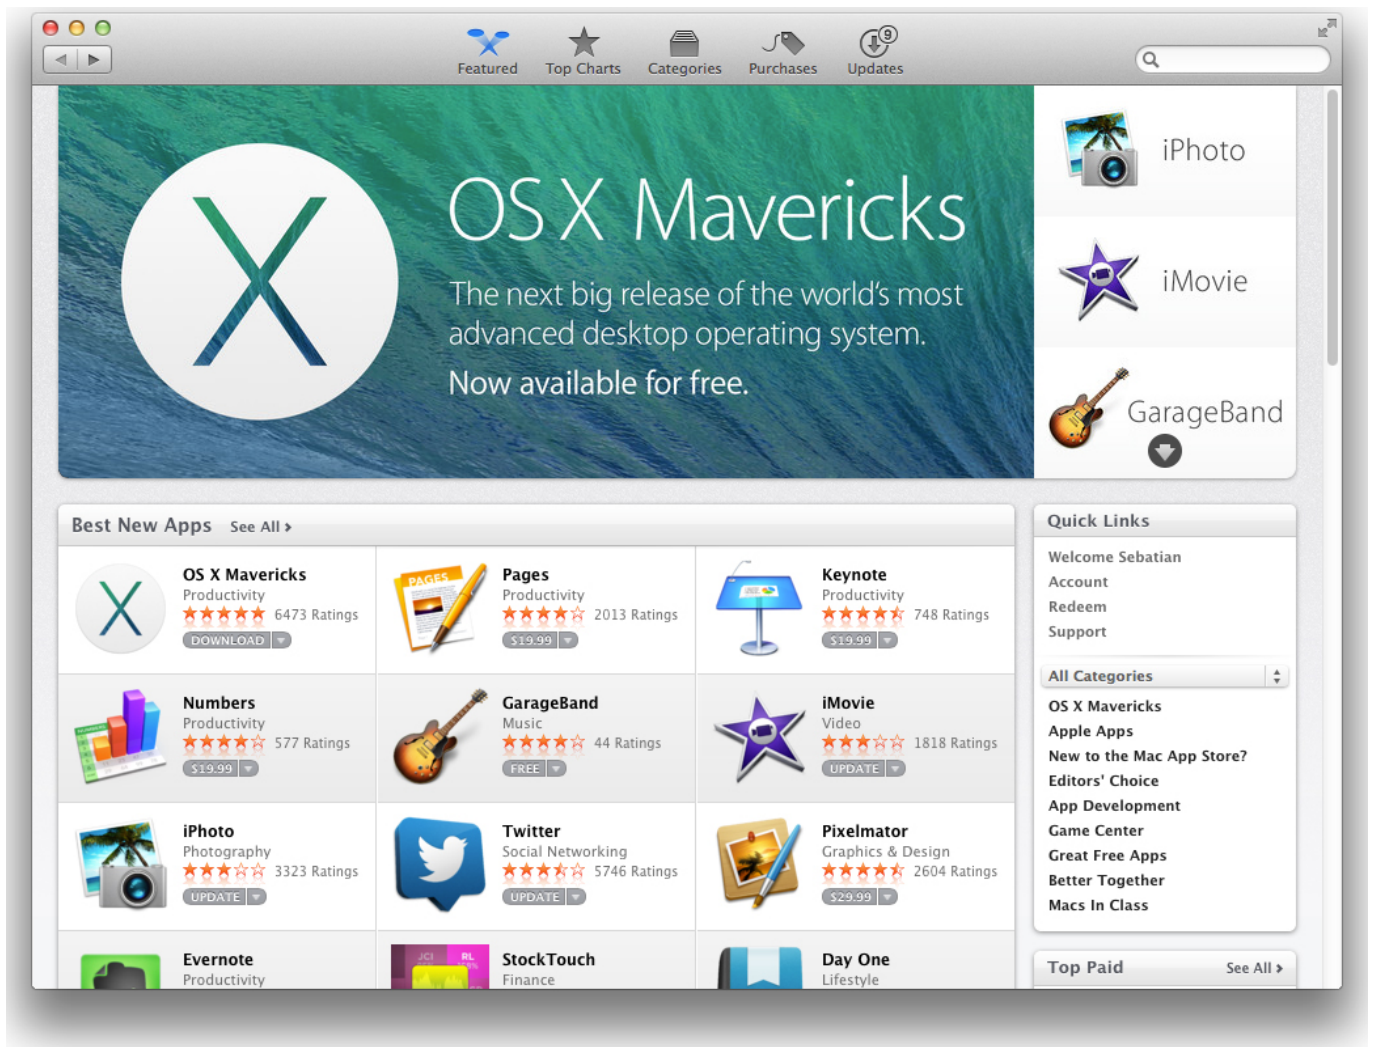 Featured
Top Charts
Categories
Purchases
Updates
9
OS X Mavericks
The next big release of the world's most
advanced desktop operating system.
Now available for free.
iPhoto
iMovie
GarageBand
Best New Apps See All ›
OS X Mavericks
Productivity
6473 Ratings
DOWNLOAD
PAGES
Pages
Productivity
2013 Ratings
$19.99
Keynote
Productivity
748 Ratings
$19.99
Numbers
Productivity
577 Ratings
$19.99
GarageBand
Music
44 Ratings
FREE
iMovie
Video
1818 Ratings
UPDATE
iPhoto
Photography
3323 Ratings
UPDATE
Twitter
Social Networking
5746 Ratings
UPDATE
Pixelmator
Graphics & Design
2604 Ratings
$29.99
Evernote
Productivity
JCI
RL
StockTouch
Finance
Day One
Lifestyle
Quick Links
Welcome Sebatian
Account
Redeem
Support
All Categories
OS X Mavericks
Apple Apps
New to the Mac App Store?
Editors' Choice
App Development
Game Center
Great Free Apps
Better Together
Macs In Class
Top Paid See All ›